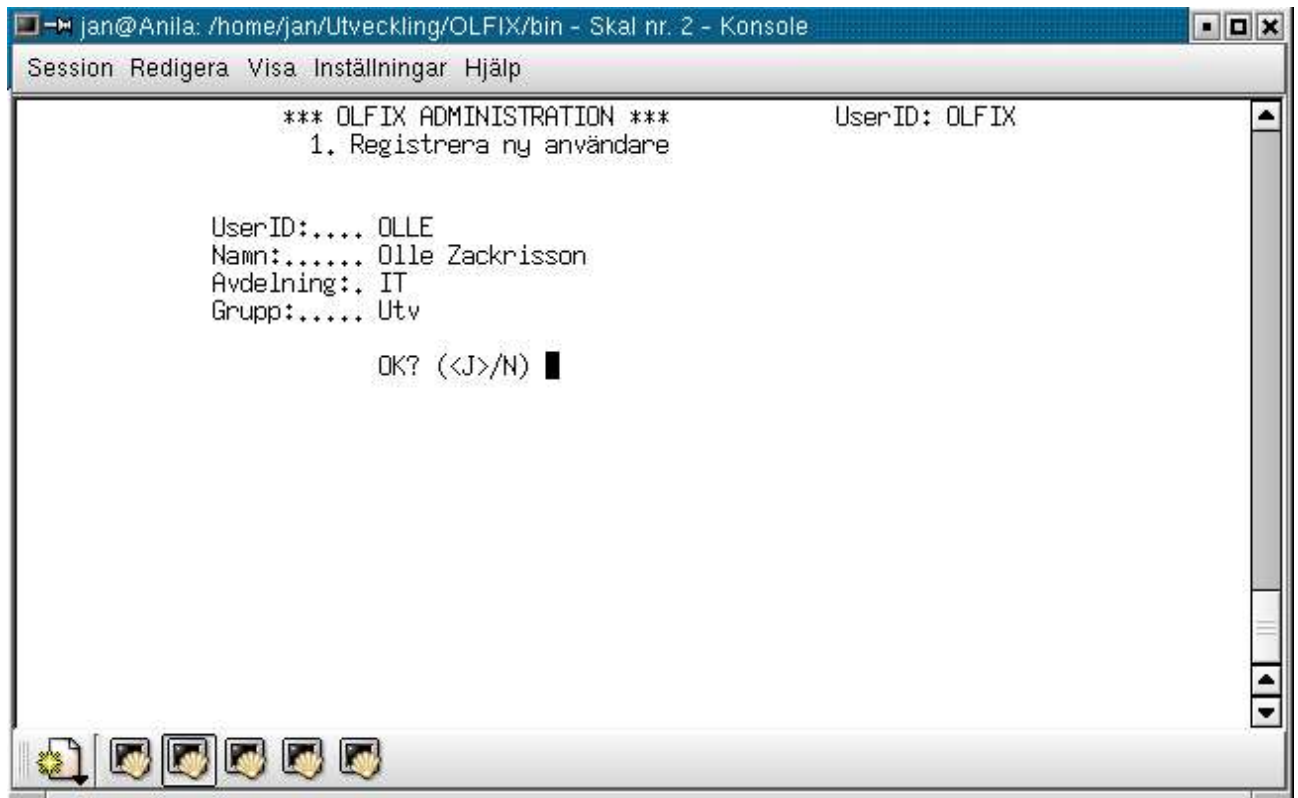 jan@Anila: /home/jan/Utveckling/OLFIX/bin - Skal nr. 2 - Konsole
Session Redigera Visa Inställningar Hjälp
*** OLFIX ADMINISTRATION *** UserID: OLFIX
1. Registrera ny användare
UserID:.... OLLE
Namn:...... Olle Zackrisson
Avdelning:. IT
Grupp:..... Utv
OK? (<J>/N)